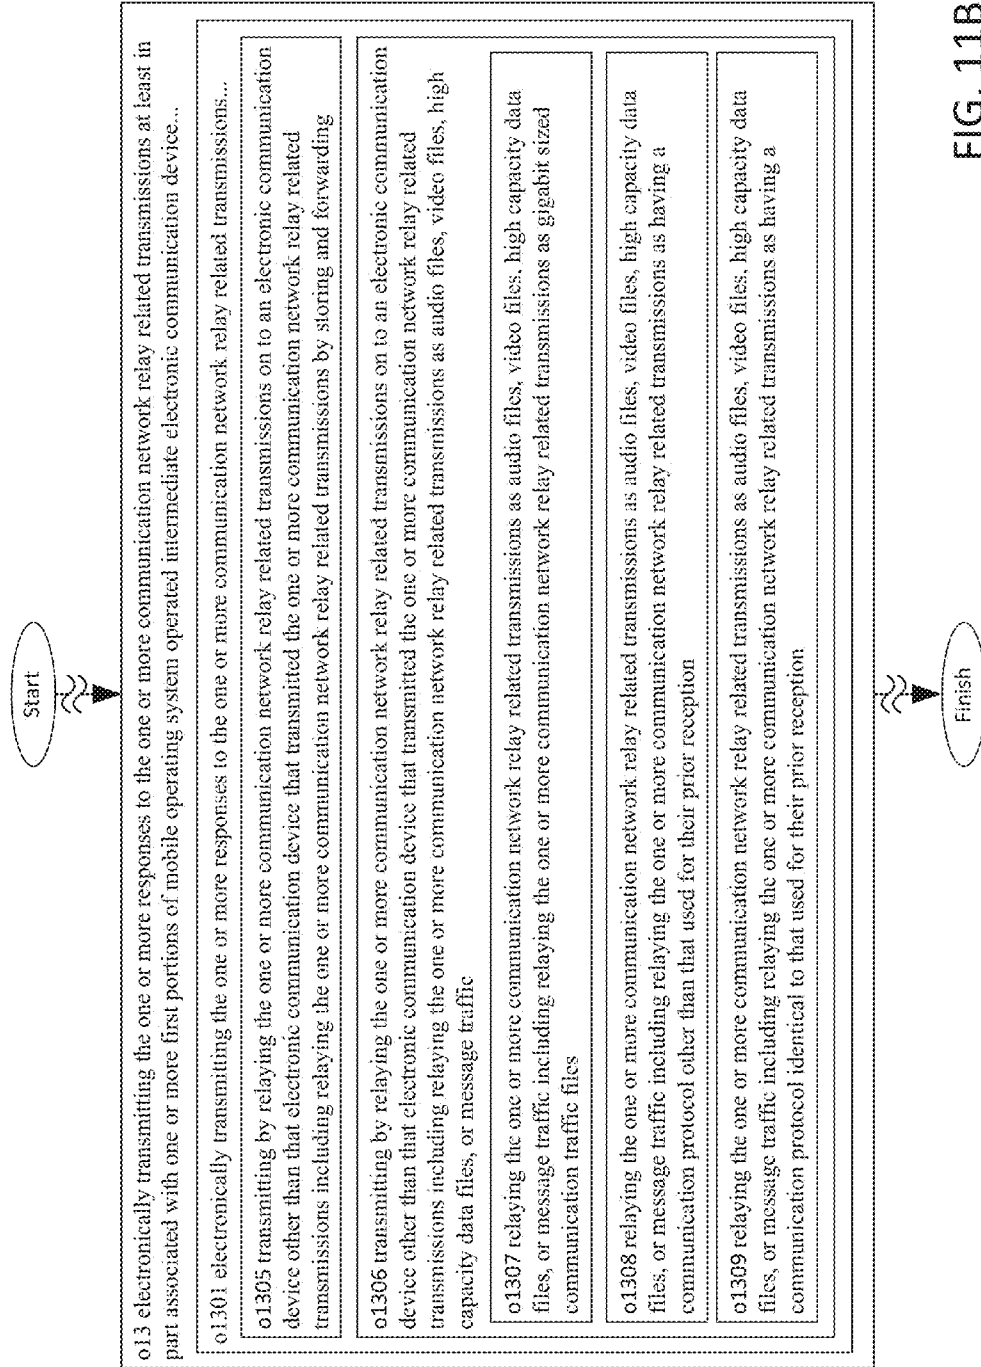 Start
o13 electronically transmitting the one or more responses to the one or more communication network relay related transmissions at least in
part associated with one or more first portions of mobile operating system operated intermediate electronic communication device...
o1301 electronically transmitting the one or more responses to the one or more communication network relay related transmissions...
o1305 transmitting by relaying the one or more communication network relay related transmissions on to an electronic communication
device other than that electronic communication device that transmitted the one or more communication network relay related
transmissions including relaying the one or more communication network relay related transmissions by storing and forwarding
o1306 transmitting by relaying the one or more communication network relay related transmissions on to an electronic communication
device other than that electronic communication device that transmitted the one or more communication network relay related
transmissions including relaying the one or more communication network relay related transmissions as audio files, video files, high
capacity data files, or message traffic
o1307 relaying the one or more communication network relay related transmissions as audio files, video files, high capacity data
files, or message traffic including relaying the one or more communication network relay related transmissions as gigabit sized
communication traffic files
o1308 relaying the one or more communication network relay related transmissions as audio files, video files, high capacity data
files, or message traffic including relaying the one or more communication network relay related transmissions as having a
communication protocol other than that used for their prior reception
o1309 relaying the one or more communication network relay related transmissions as audio files, video files, high capacity data
files, or message traffic including relaying the one or more communication network relay related transmissions as having a
communication protocol identical to that used for their prior reception
Finish
FIG. 11B